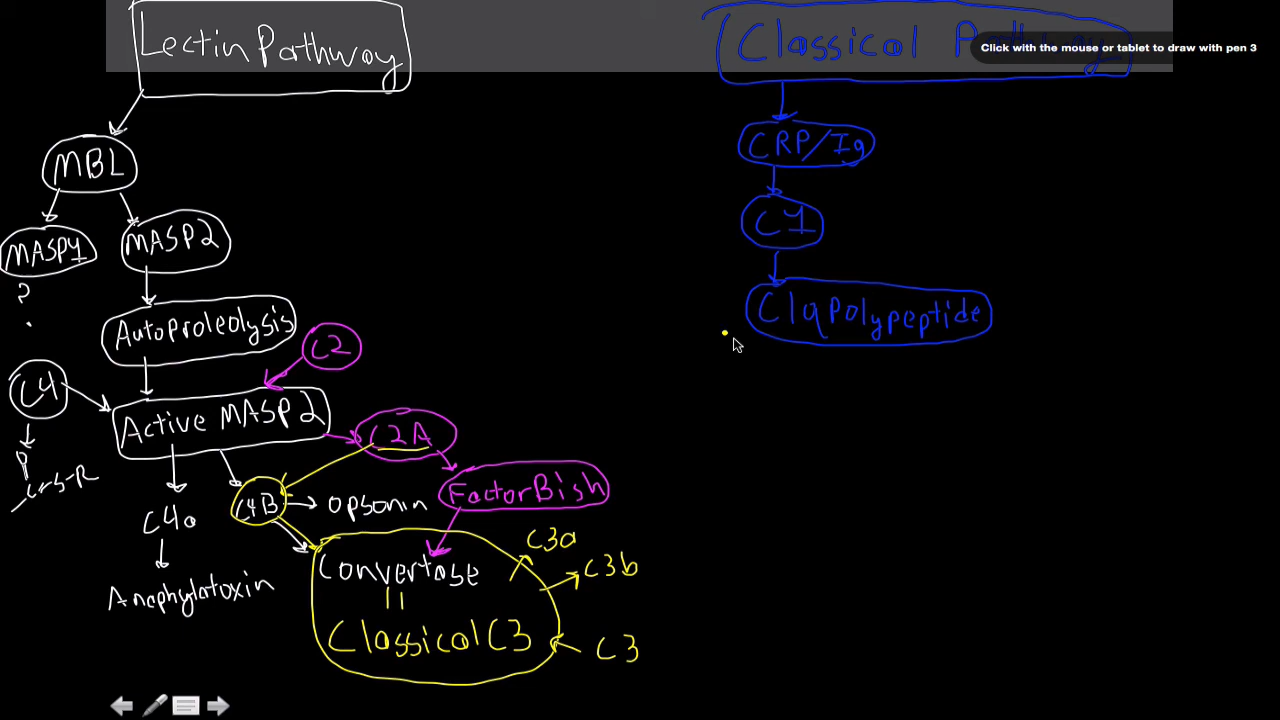 Lectin Pathway
Classical Pathway
Click with the mouse or tablet to draw with pen 3
MBL
CRP/Ig
MASP1
MASP2
C1
?
Autoproleolysis
C1q Polypeptide
C2
C4
Active MASP2
C2A
C4B
opsonin
Factor B ish
C4a
C3a
Convertase
C3b
Anaphylatoxin
Classical C3
C3